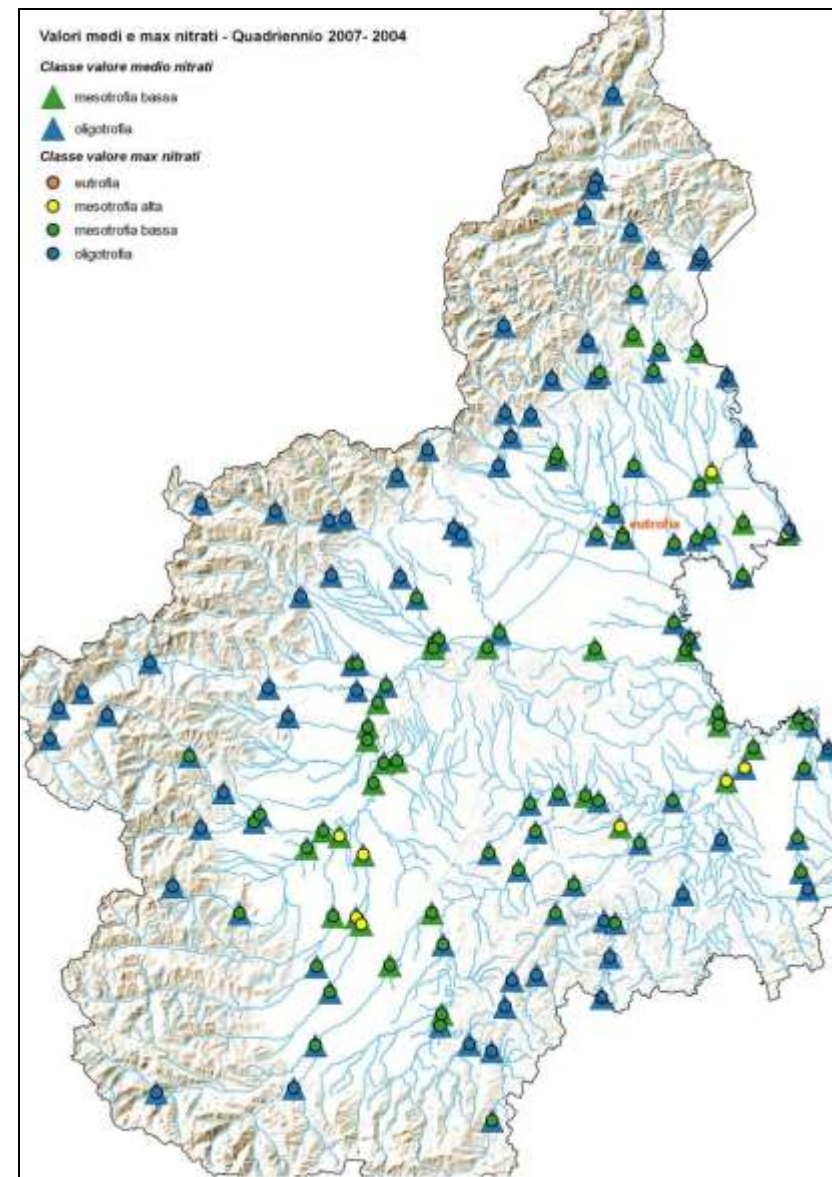 Valori medi e max nitrati - Quadriennio 2007- 2004
Classe valore medio nitrati
mesotrofia bassa
oligotrofia
Classe valore max nitrati
eutrofia
mesotrofia alta
mesotrofia bassa
oligotrofia
eutrofia